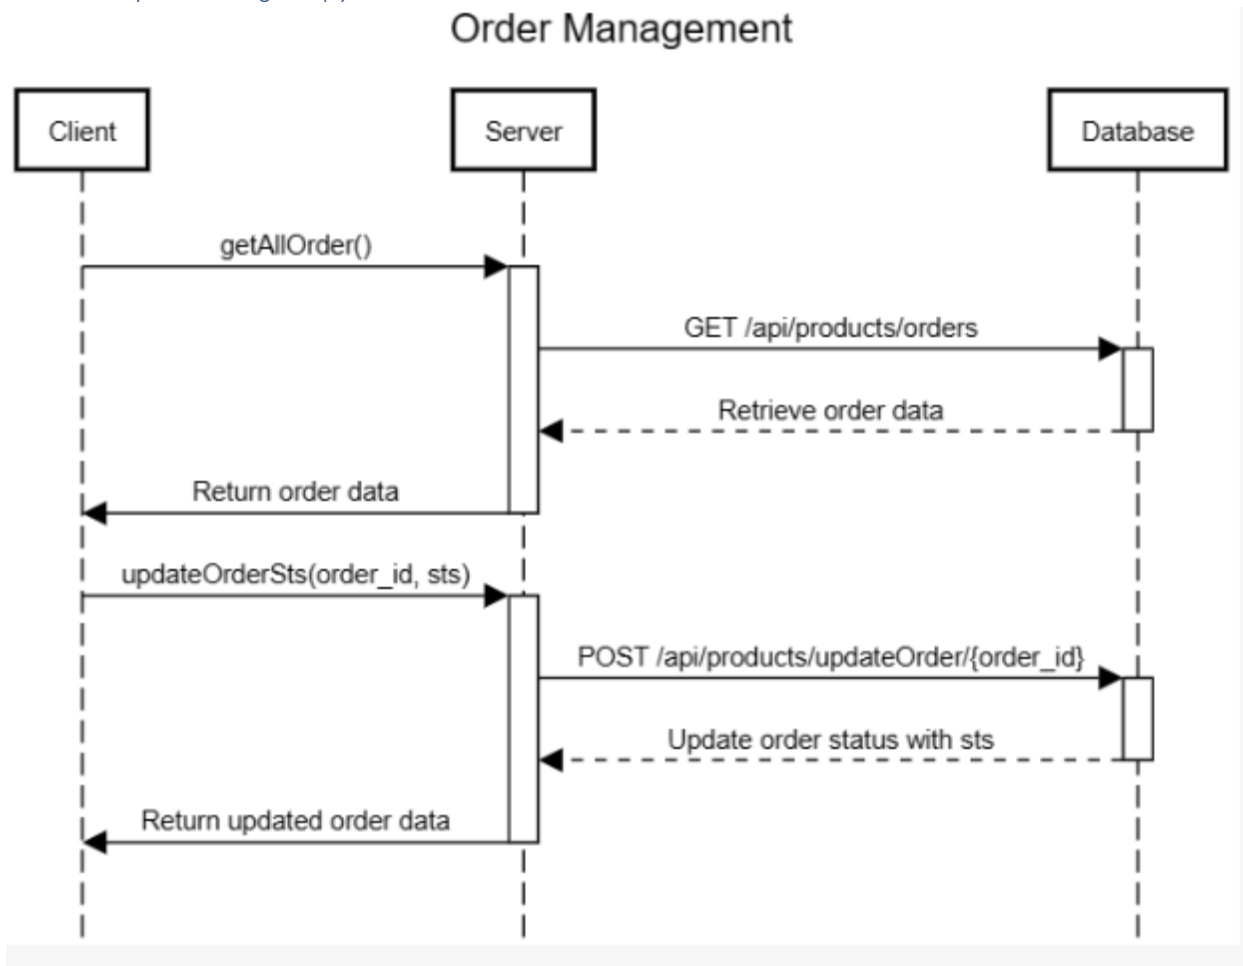 Order Management
Client
Server
Database
getAllOrder()
GET /api/products/orders
Retrieve order data
Return order data
updateOrderSts(order_id, sts)
POST /api/products/updateOrder/{order_id}
Update order status with sts
Return updated order data